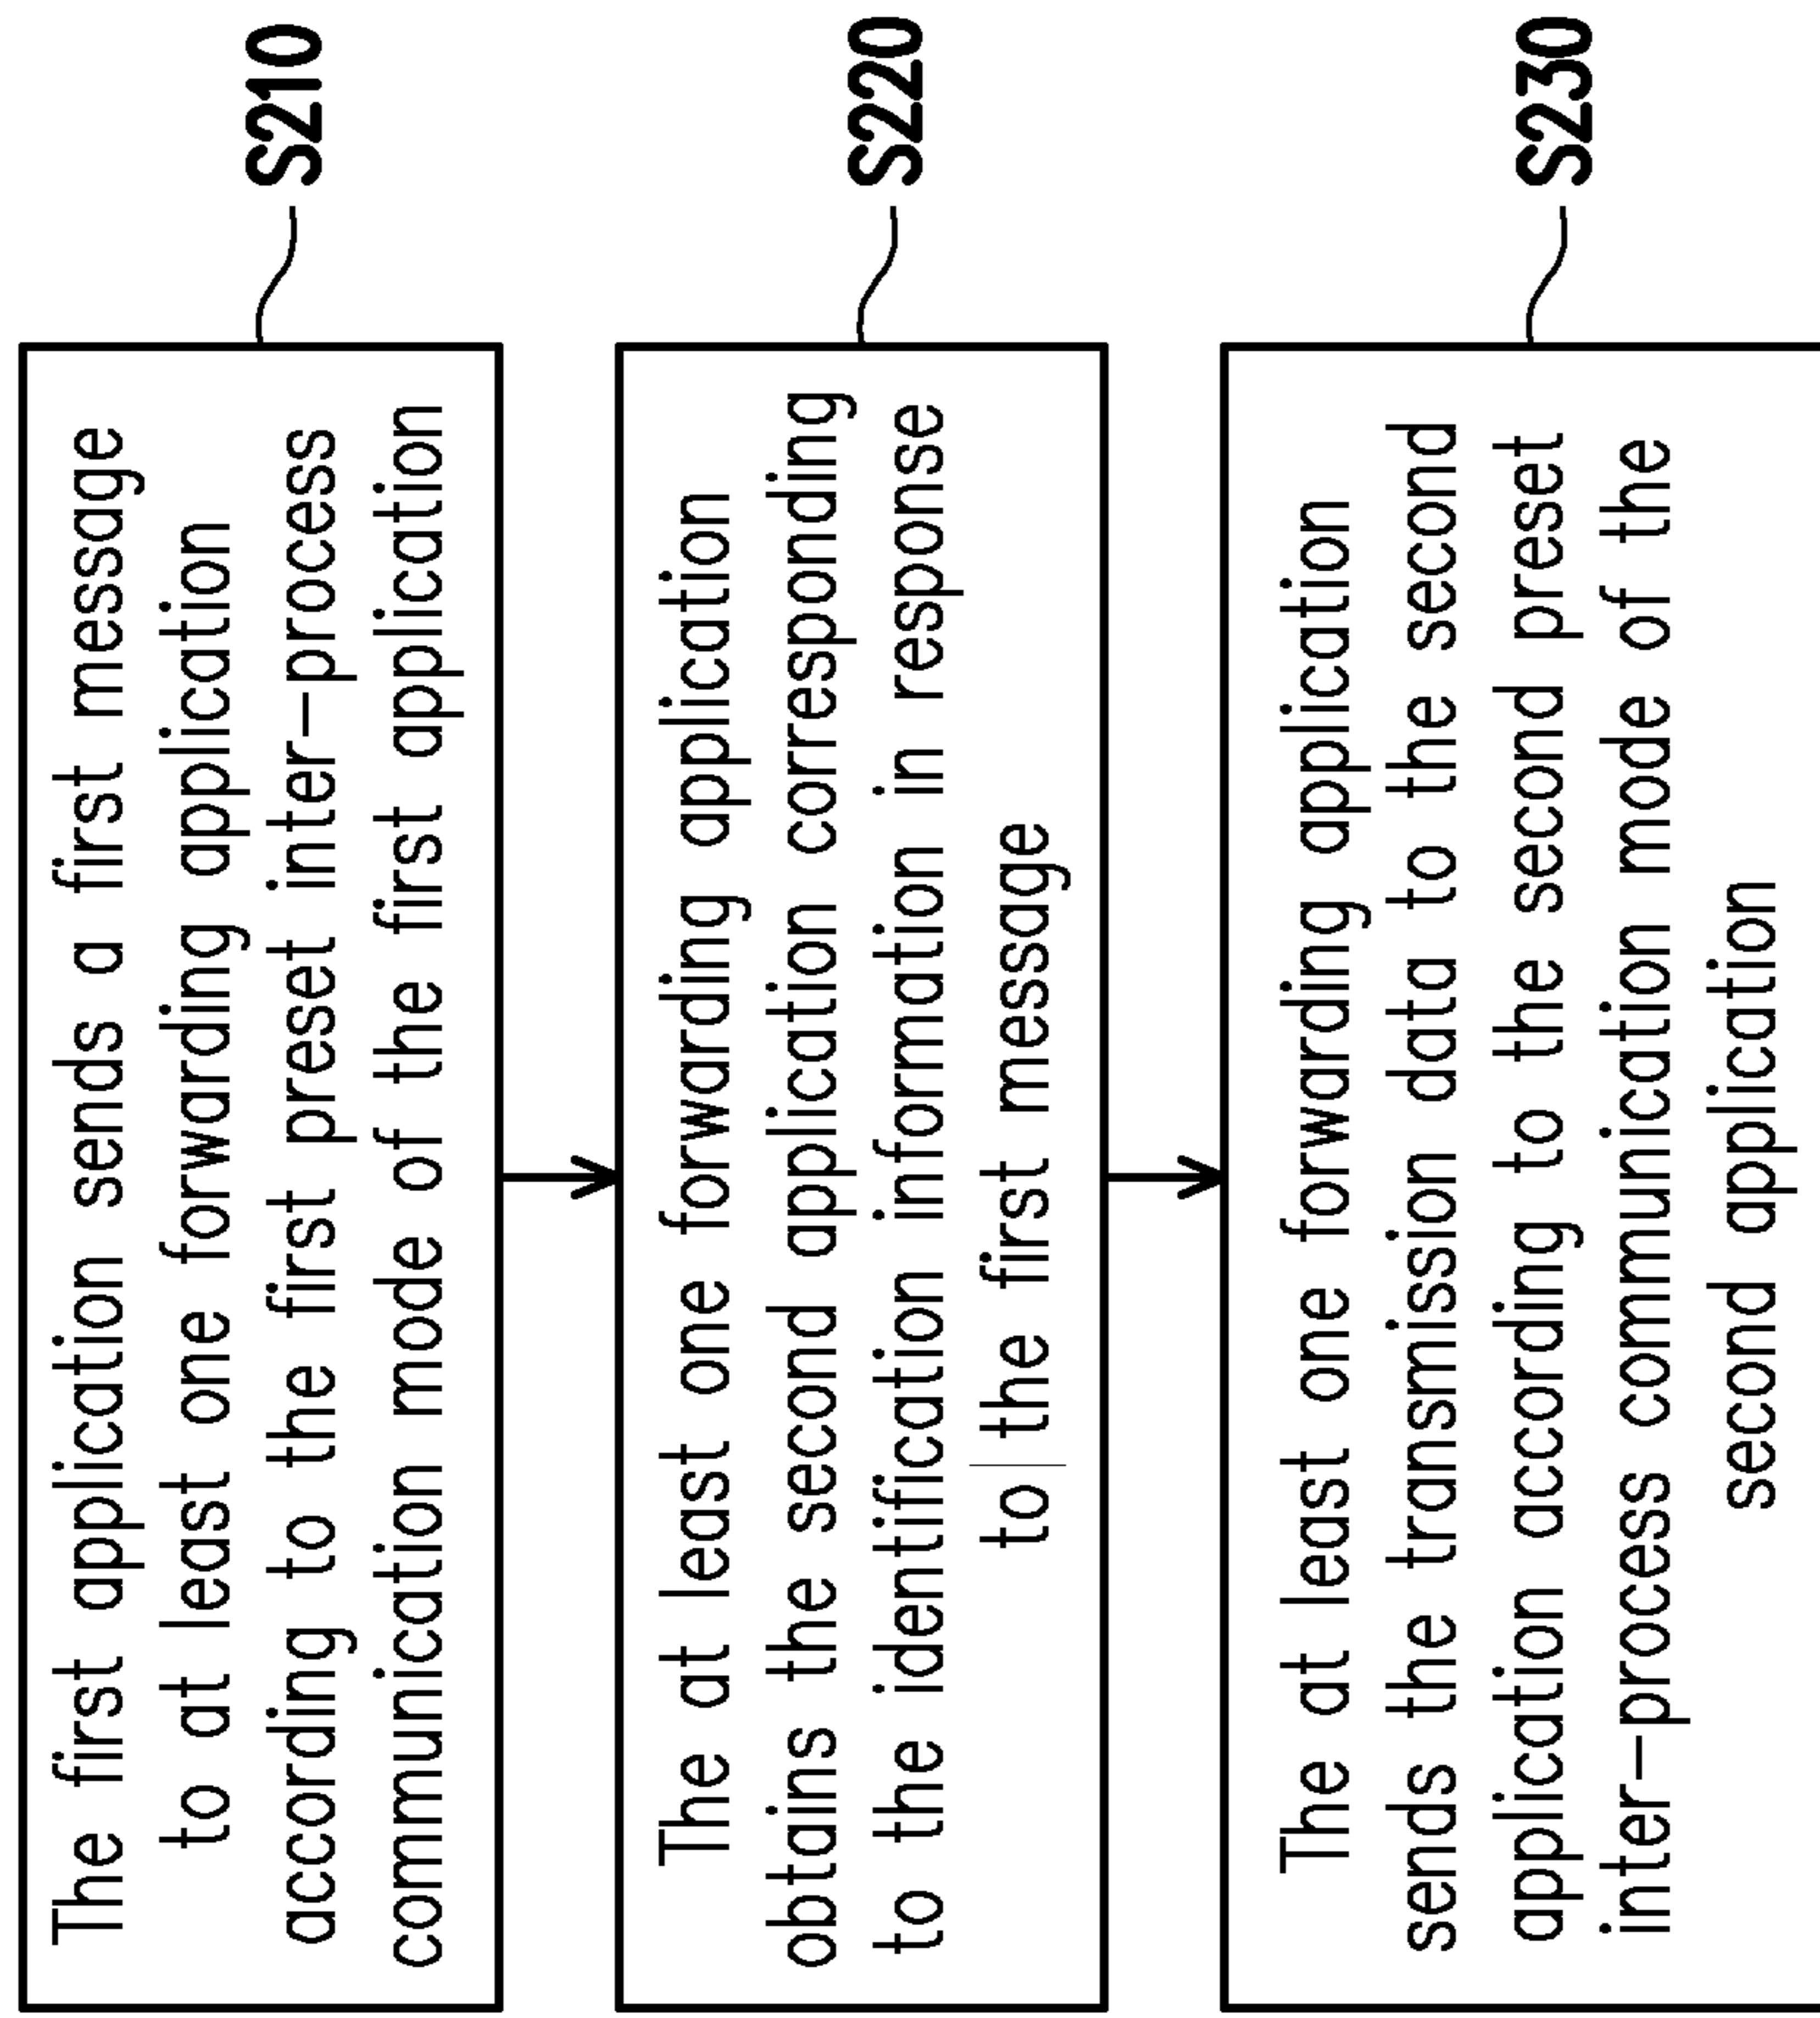 The first application sends a first message
to at least one forwarding application
according to the first preset inter-process
communication mode of the first application
S210
The at least one forwarding application
obtains the second application corresponding
to the identification information in response
to the first message
S220
The at least one forwarding application
sends the transmission data to the second
application according to the second preset
inter-process communication mode of the
second application
S230